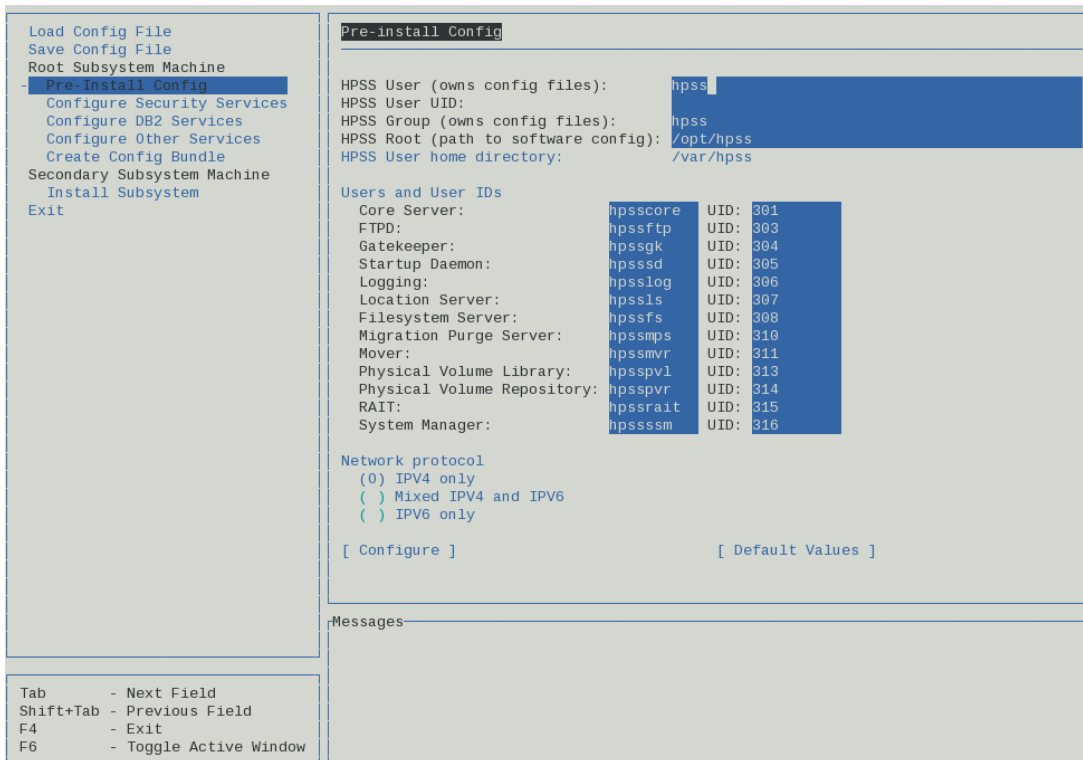 Load Config File
Save Config File
Root Subsystem Machine
- Pre-Install Config
Configure Security Services
Configure DB2 Services
Configure Other Services
Create Config Bundle
Secondary Subsystem Machine
Install Subsystem
Exit
Tab - Next Field
Shift+Tab - Previous Field
F4 - Exit
F6 - Toggle Active Window
Pre-install Config
HPSS User (owns config files): hpss
HPSS User UID:
HPSS Group (owns config files): hpss
HPSS Root (path to software config): /opt/hpss
HPSS User home directory: /var/hpss
Users and User IDs
Core Server: hpsscore UID: 301
FTPD: hpssftp UID: 303
Gatekeeper: hpssgk UID: 304
Startup Daemon: hpsssd UID: 305
Logging: hpsslog UID: 306
Location Server: hpssls UID: 307
Filesystem Server: hpssfs UID: 308
Migration Purge Server: hpssmps UID: 310
Mover: hpssmvr UID: 311
Physical Volume Library: hpsspvl UID: 313
Physical Volume Repository: hpsspvr UID: 314
RAIT: hpssrait UID: 315
System Manager: hpssssm UID: 316
Network protocol
(O) IPV4 only
( ) Mixed IPV4 and IPV6
( ) IPV6 only
[ Configure ] [ Default Values ]
Messages